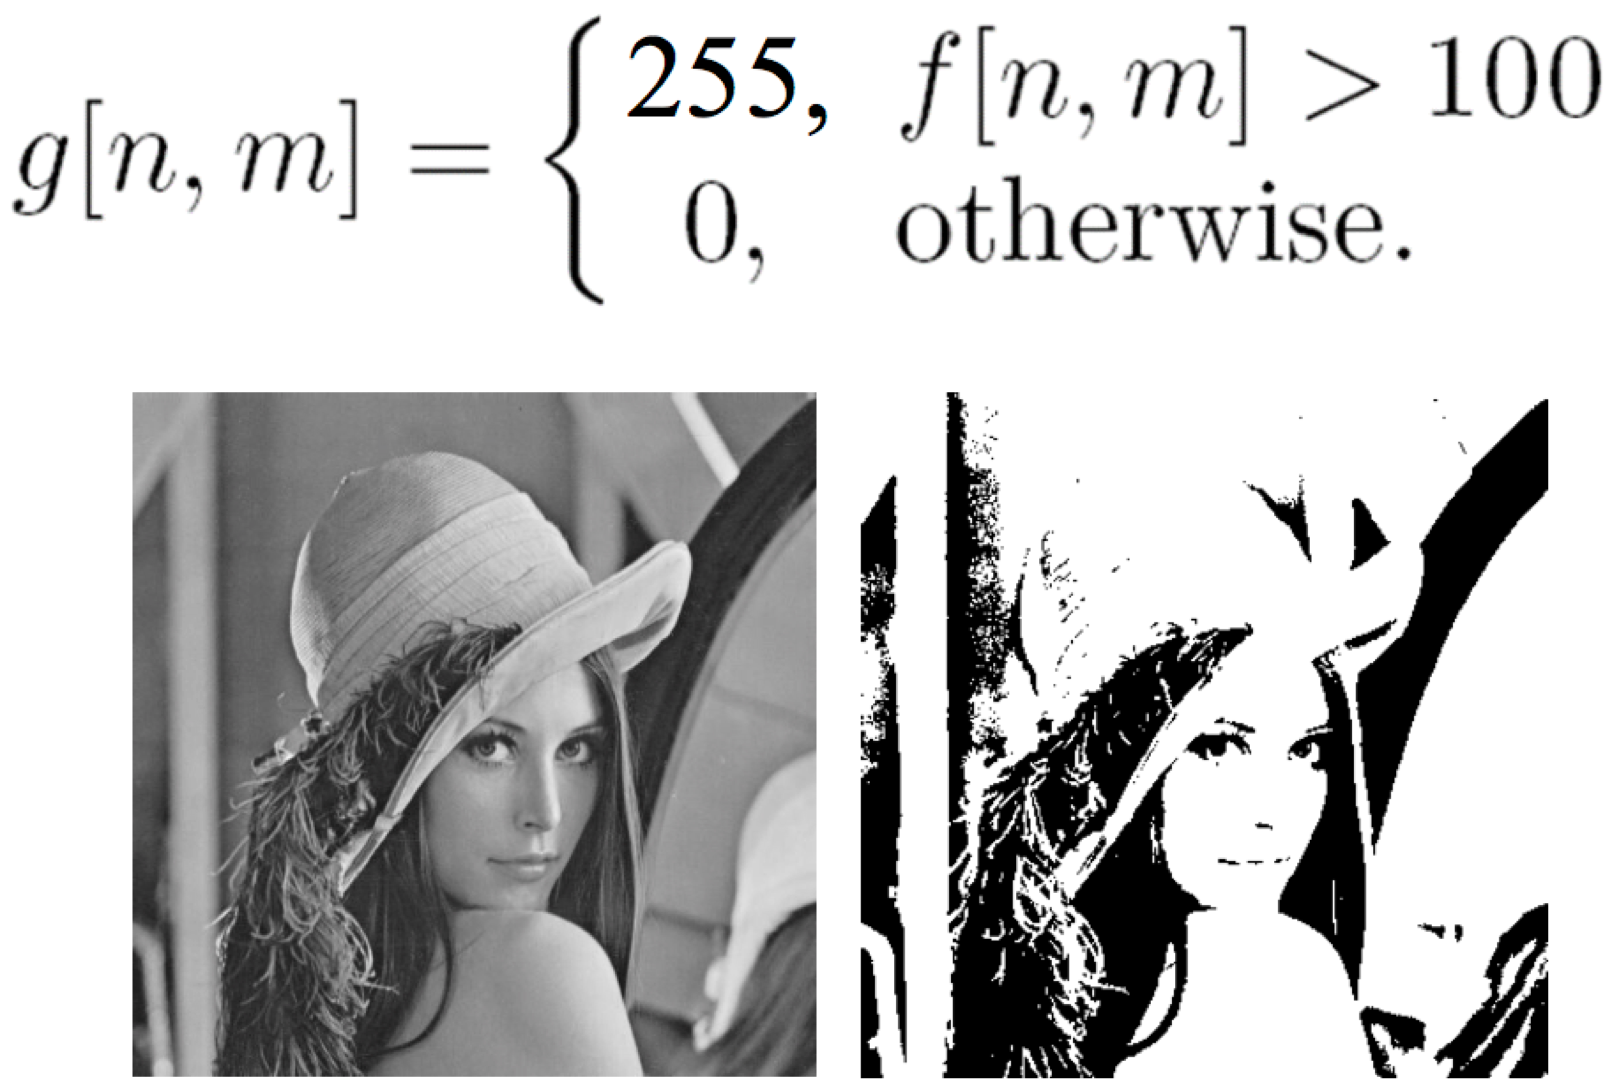 g[n, m] = { 255, f[n, m] > 100
0, otherwise.